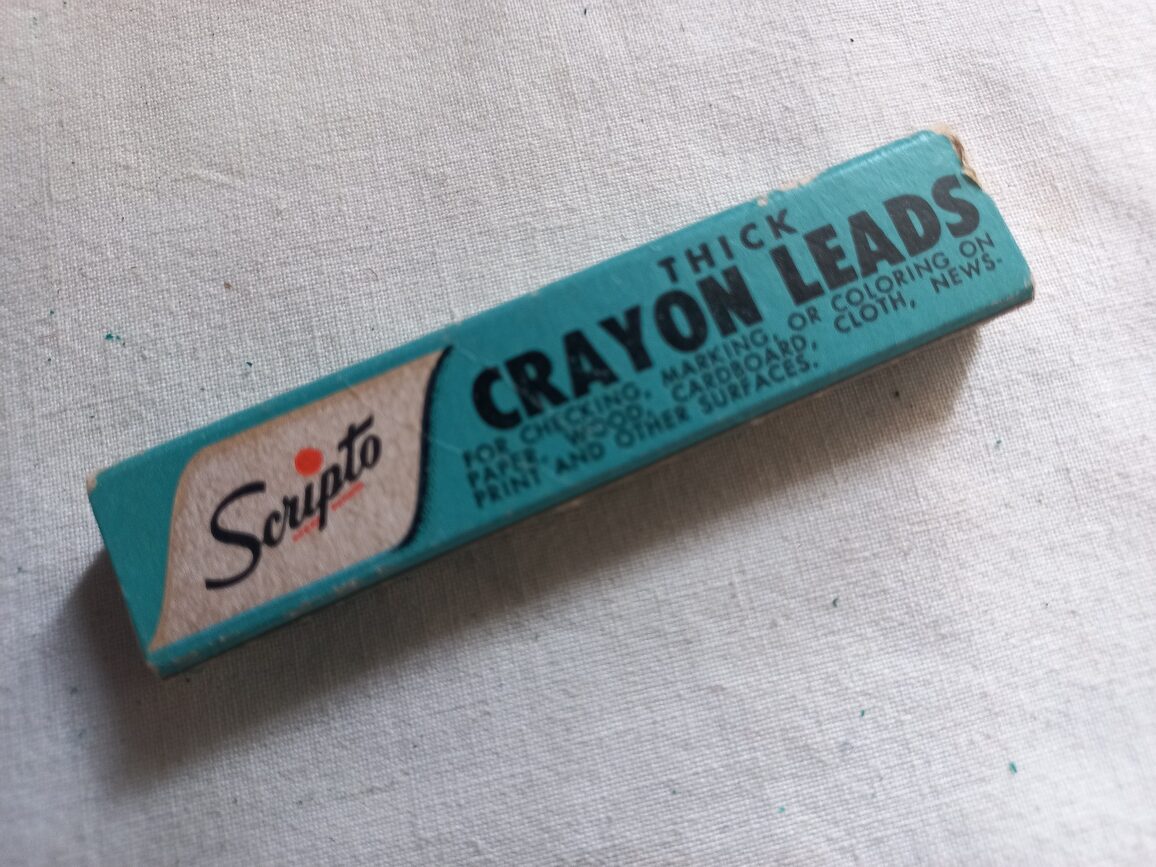 Scripto
THICK
CRAYON LEADS
FOR CHECKING, MARKING, OR COLORING ON
PAPER, WOOD, CARDBOARD, CLOTH, NEWS-
PRINT AND OTHER SURFACES.